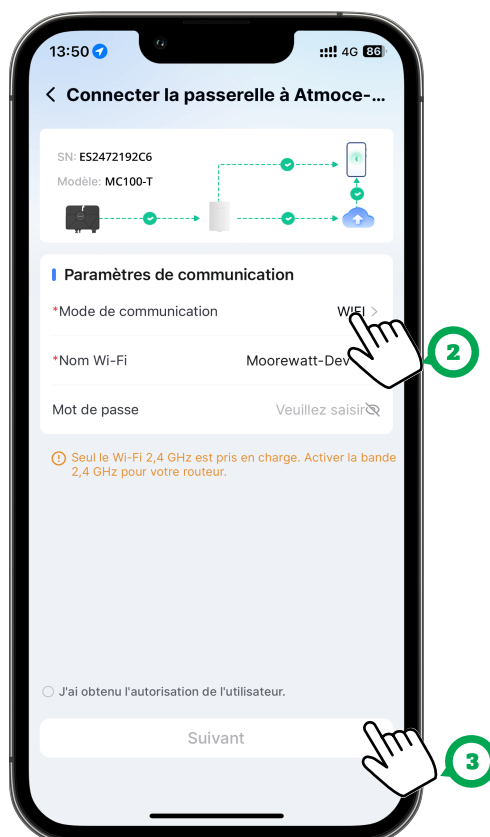 13:50
4G 86
Connecter la passerelle à Atmoce-...
SN: ES2472192C6
Modèle: MC100-T
Paramètres de communication
*Mode de communication WIFI
*Nom Wi-Fi Moorewatt-Dev
Mot de passe Veuillez saisir
Seul le Wi-Fi 2,4 GHz est pris en charge. Activer la bande
2,4 GHz pour votre routeur.
J'ai obtenu l'autorisation de l'utilisateur.
Suivant
2
3